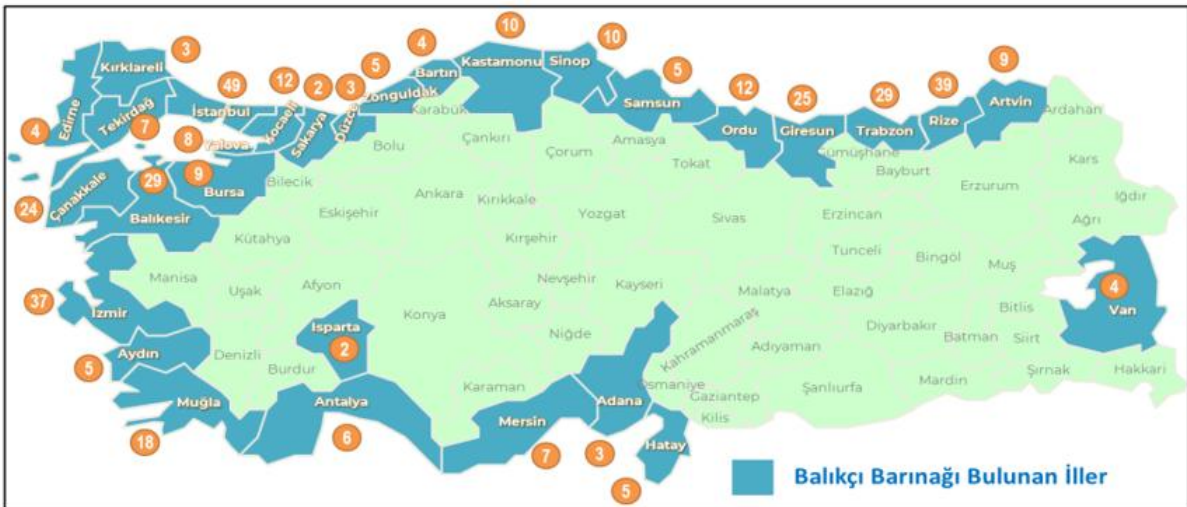 10
10
4
3
5
9
49
12
2
3
5
12
25
29
39
Kırklareli
Edirne
Tekirdağ
İstanbul
Kocaeli
Sakarya
Düzce
Zonguldak
Bartın
Kastamonu
Sinop
Samsun
Ordu
Giresun
Trabzon
Rize
Artvin
Ardahan
Karabük
4
7
8
Yalova
Bolu
Çankırı
Çorum
Amasya
Tokat
Gümüşhane
Bayburt
Kars
Erzurum
Iğdır
Çanakkale
29
9
Bursa
Bilecik
24
Balıkesir
Eskişehir
Ankara
Kırıkkale
Yozgat
Sivas
Erzincan
Ağrı
Kütahya
Kırşehir
Tunceli
Bingöl
Muş
Manisa
Uşak
Afyon
Nevşehir
Kayseri
Malatya
Elazığ
Bitlis
4
Van
37
İzmir
Isparta
2
Konya
Aksaray
Niğde
Kahramanmaraş
Adıyaman
Diyarbakır
Batman
Siirt
Aydın
5
Denizli
Burdur
Karaman
Osmaniye
Gaziantep
Kilis
Şanlıurfa
Mardin
Şırnak
Hakkari
Muğla
18
Antalya
6
Mersin
7
Adana
3
Hatay
5
Balıkçı Barınağı Bulunan İller